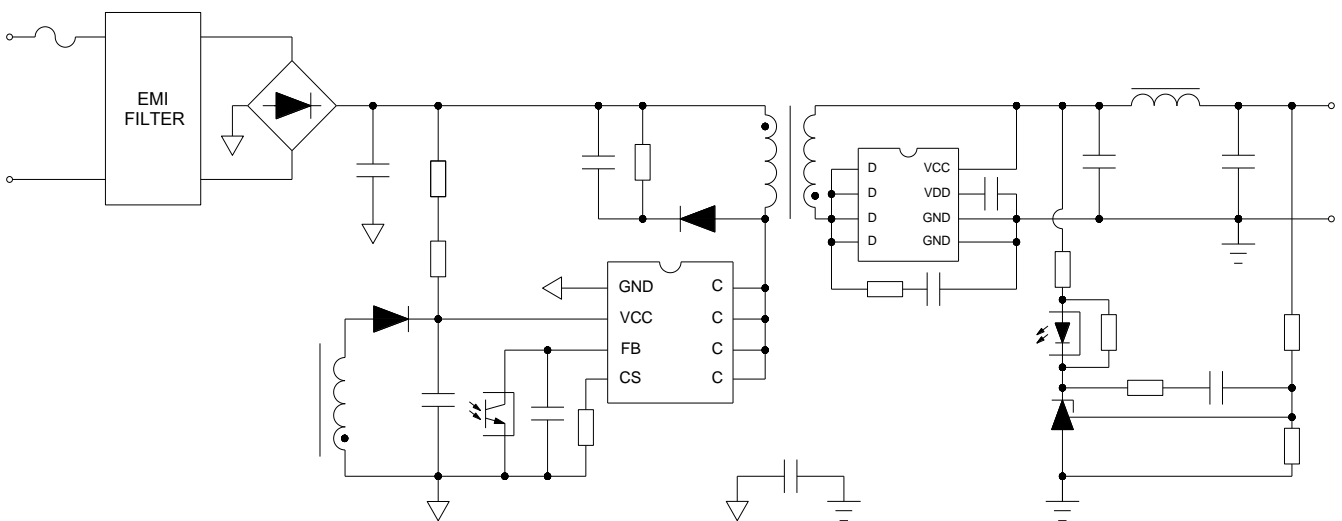 EMI
FILTER
D VCC
D VDD
D GND
D GND
GND C
VCC C
FB C
CS C